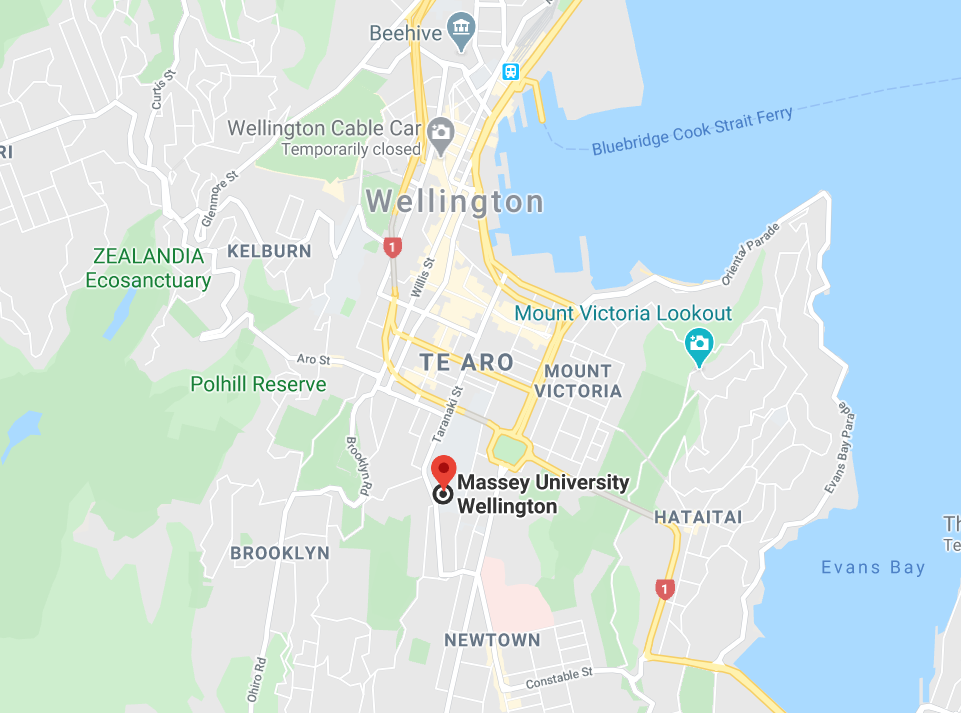 Beehive
Curtis St
Bluebridge Cook Strait Ferry
Wellington Cable Car
Temporarily closed
RI
Glenmore St
Wellington
Oriental Parade
1
KELBURN
ZEALANDIA
Ecosanctuary
Willis St
Mount Victoria Lookout
Aro St
TE ARO
MOUNT
VICTORIA
Polhill Reserve
Taranaki St
Evans Bay Parade
Brooklyn Rd
Massey University
Wellington
HATAITAI
Th
Te
BROOKLYN
Evans Bay
1
NEWTOWN
Constable St
Ohiro Rd